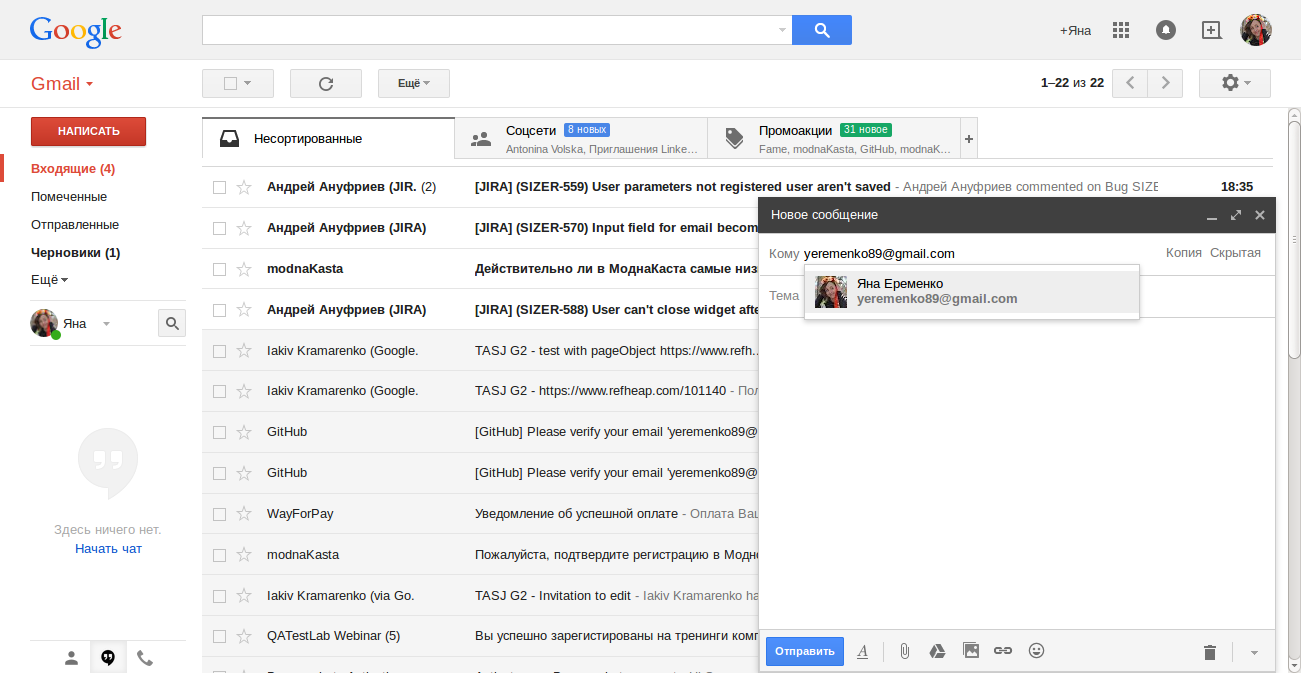 Google
+Яна
Gmail
Ещё
1–22 из 22
НАПИСАТЬ
Входящие (4)
Помеченные
Отправленные
Черновики (1)
Ещё
Яна
Здесь ничего нет.
Начать чат
Несортированные
Соцсети 8 новых
Antonina Volska, Приглашения Linke…
Промоакции 31 новое
Fame, modnaKasta, GitHub, modnaK…
+
Андрей Ануфриев (JIR. (2) [JIRA] (SIZER-559) User parameters not registered user aren't saved - Андрей Ануфриев commented on Bug SIZE 18:35
Андрей Ануфриев (JIRA) [JIRA] (SIZER-570) Input field for email becom
modnaKasta Действительно ли в МоднаКаста самые низ
Андрей Ануфриев (JIRA) [JIRA] (SIZER-588) User can't close widget afte
Iakiv Kramarenko (Google. TASJ G2 - test with pageObject https://www.refh..
Iakiv Kramarenko (Google. TASJ G2 - https://www.refheap.com/101140 - Пол
GitHub [GitHub] Please verify your email 'yeremenko89@
GitHub [GitHub] Please verify your email 'yeremenko89@
WayForPay Уведомление об успешной оплате - Оплата Ваш
modnaKasta Пожалуйста, подтвердите регистрацию в Модно
Iakiv Kramarenko (via Go. TASJ G2 - Invitation to edit - Iakiv Kramarenko ha
QATestLab Webinar (5) Вы успешно зарегистированы на тренинги комп
Новое сообщение
Кому yeremenko89@gmail.com Копия Скрытая
Яна Еременко
yeremenko89@gmail.com
Тема
Отправить A